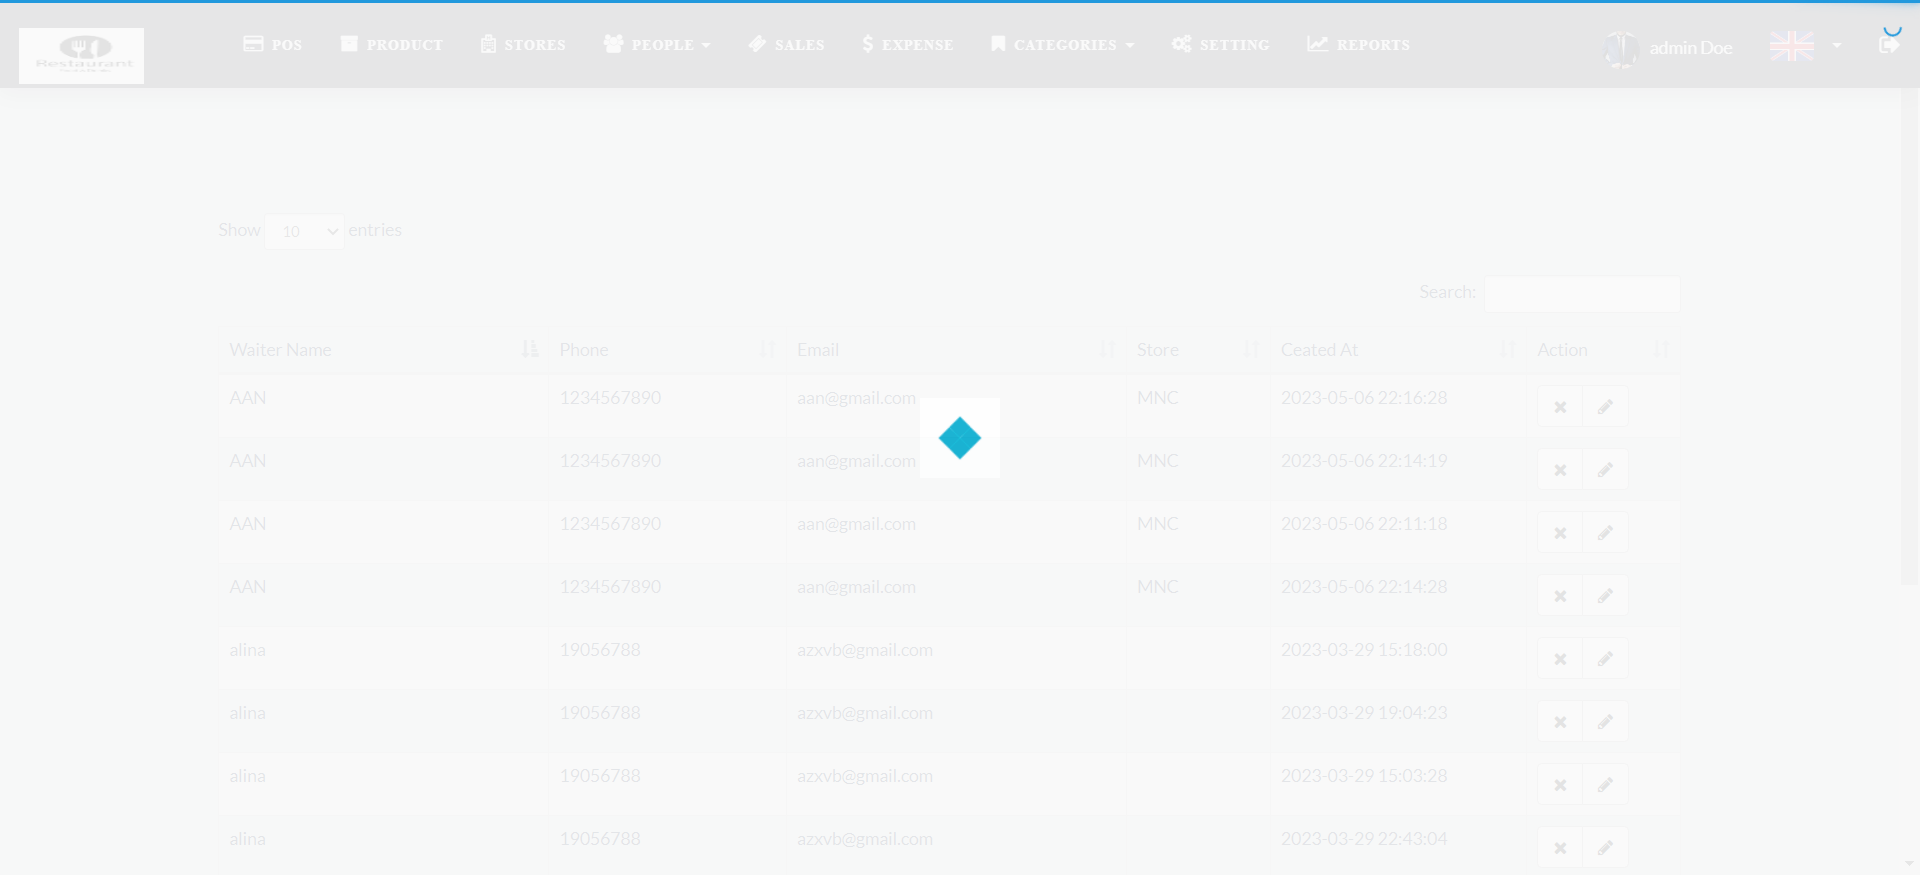 Restaurant
POS PRODUCT STORES PEOPLE SALES EXPENSE CATEGORIES SETTING REPORTS admin Doe
Show 10 entries
Search:
Waiter Name Phone Email Store Ceated At Action
AAN 1234567890 aan@gmail.com MNC 2023-05-06 22:16:28
AAN 1234567890 aan@gmail.com MNC 2023-05-06 22:14:19
AAN 1234567890 aan@gmail.com MNC 2023-05-06 22:11:18
AAN 1234567890 aan@gmail.com MNC 2023-05-06 22:14:28
alina 19056788 azxvb@gmail.com 2023-03-29 15:18:00
alina 19056788 azxvb@gmail.com 2023-03-29 19:04:23
alina 19056788 azxvb@gmail.com 2023-03-29 15:03:28
alina 19056788 azxvb@gmail.com 2023-03-29 22:43:04